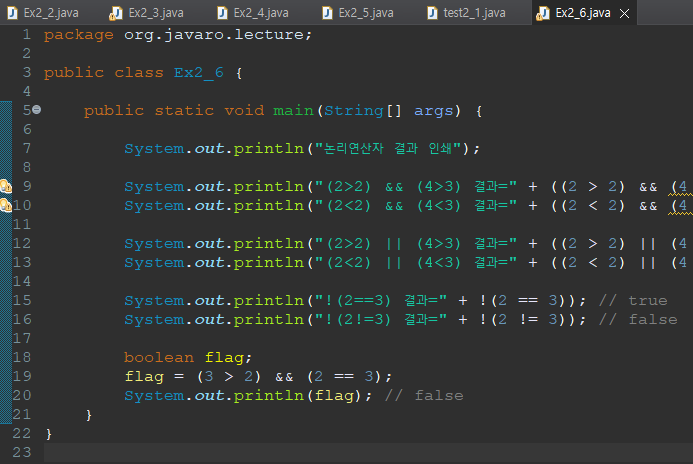 Ex2_2.java Ex2_3.java Ex2_4.java Ex2_5.java test2_1.java Ex2_6.java
1 package org.javaro.lecture;
2
3 public class Ex2_6 {
4
5 public static void main(String[] args) {
6
7 System.out.println("논리연산자 결과 인쇄");
8
9 System.out.println("(2>2) && (4>3) 결과=" + ((2 > 2) && (4
10 System.out.println("(2<2) && (4<3) 결과=" + ((2 < 2) && (4
11
12 System.out.println("(2>2) || (4>3) 결과=" + ((2 > 2) || (4
13 System.out.println("(2<2) || (4<3) 결과=" + ((2 < 2) || (4
14
15 System.out.println("!(2==3) 결과=" + !(2 == 3)); // true
16 System.out.println("!(2!=3) 결과=" + !(2 != 3)); // false
17
18 boolean flag;
19 flag = (3 > 2) && (2 == 3);
20 System.out.println(flag); // false
21 }
22 }
23